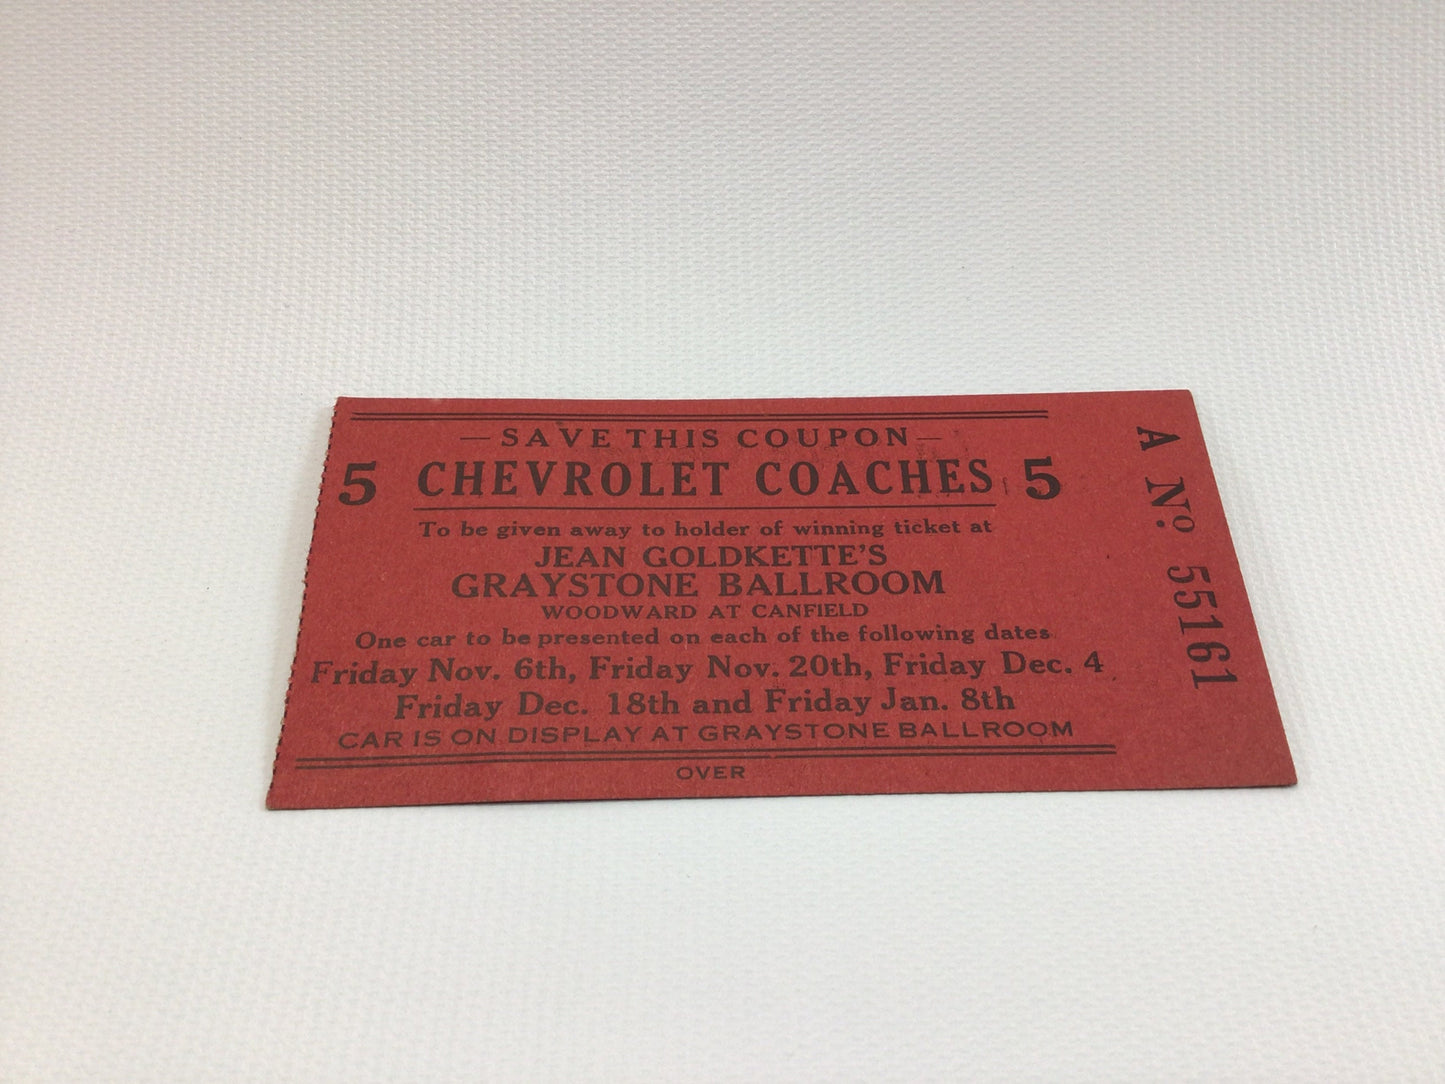 —SAVE THIS COUPON—
5 CHEVROLET COACHES 5
To be given away to holder of winning ticket at
JEAN GOLDKETTE'S
GRAYSTONE BALLROOM
WOODWARD AT CANFIELD
One car to be presented on each of the following dates
Friday Nov. 6th, Friday Nov. 20th, Friday Dec. 4
Friday Dec. 18th and Friday Jan. 8th
CAR IS ON DISPLAY AT GRAYSTONE BALLROOM
OVER
A No. 55161